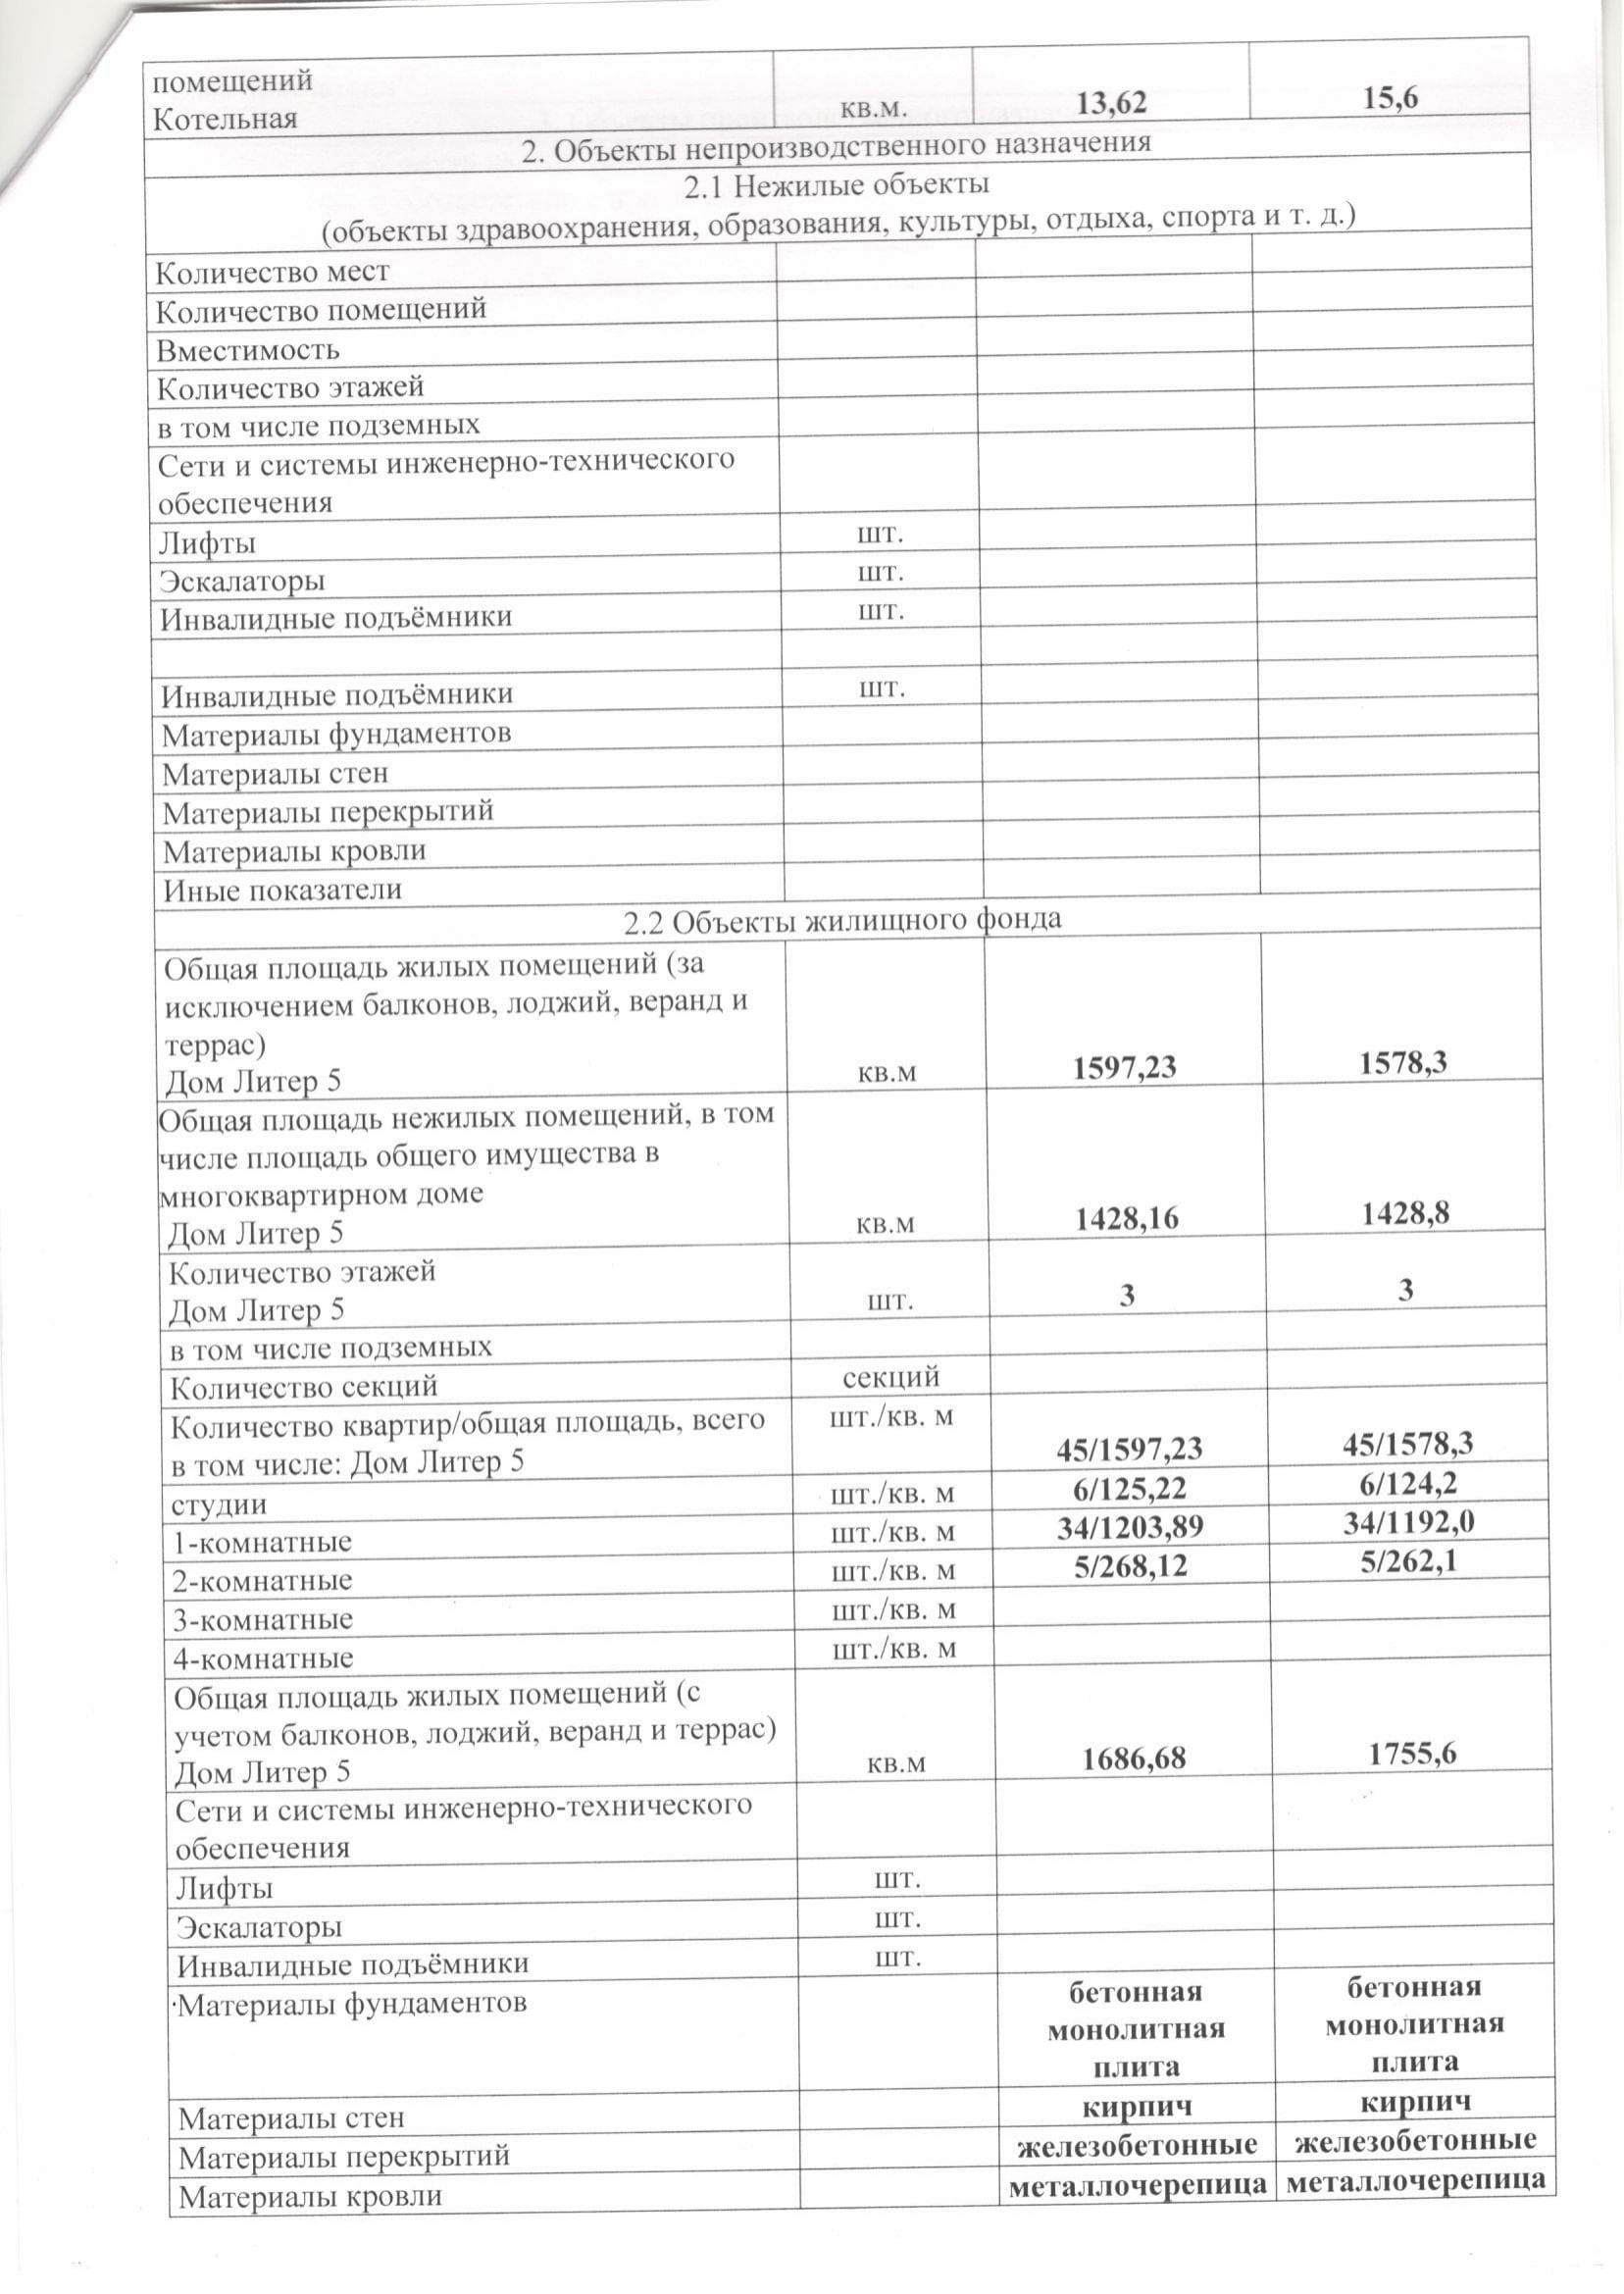 помещений
Котельная кв.м. 13,62 15,6
2. Объекты непроизводственного назначения
2.1 Нежилые объекты
(объекты здравоохранения, образования, культуры, отдыха, спорта и т. д.)
Количество мест
Количество помещений
Вместимость
Количество этажей
в том числе подземных
Сети и системы инженерно-технического
обеспечения
Лифты шт.
Эскалаторы шт.
Инвалидные подъёмники шт.
Инвалидные подъёмники шт.
Материалы фундаментов
Материалы стен
Материалы перекрытий
Материалы кровли
Иные показатели
2.2 Объекты жилищного фонда
Общая площадь жилых помещений (за
исключением балконов, лоджий, веранд и
террас)
Дом Литер 5 кв.м 1597,23 1578,3
Общая площадь нежилых помещений, в том
числе площадь общего имущества в
многоквартирном доме
Дом Литер 5 кв.м 1428,16 1428,8
Количество этажей
Дом Литер 5 шт. 3 3
в том числе подземных
Количество секций секций
Количество квартир/общая площадь, всего шт./кв. м
в том числе: Дом Литер 5 45/1597,23 45/1578,3
студии шт./кв. м 6/125,22 6/124,2
1-комнатные шт./кв. м 34/1203,89 34/1192,0
2-комнатные шт./кв. м 5/268,12 5/262,1
3-комнатные шт./кв. м
4-комнатные шт./кв. м
Общая площадь жилых помещений (с
учетом балконов, лоджий, веранд и террас)
Дом Литер 5 кв.м 1686,68 1755,6
Сети и системы инженерно-технического
обеспечения
Лифты шт.
Эскалаторы шт.
Инвалидные подъёмники шт.
Материалы фундаментов бетонная бетонная
монолитная монолитная
плита плита
Материалы стен кирпич кирпич
Материалы перекрытий железобетонные железобетонные
Материалы кровли металлочерепица металлочерепица